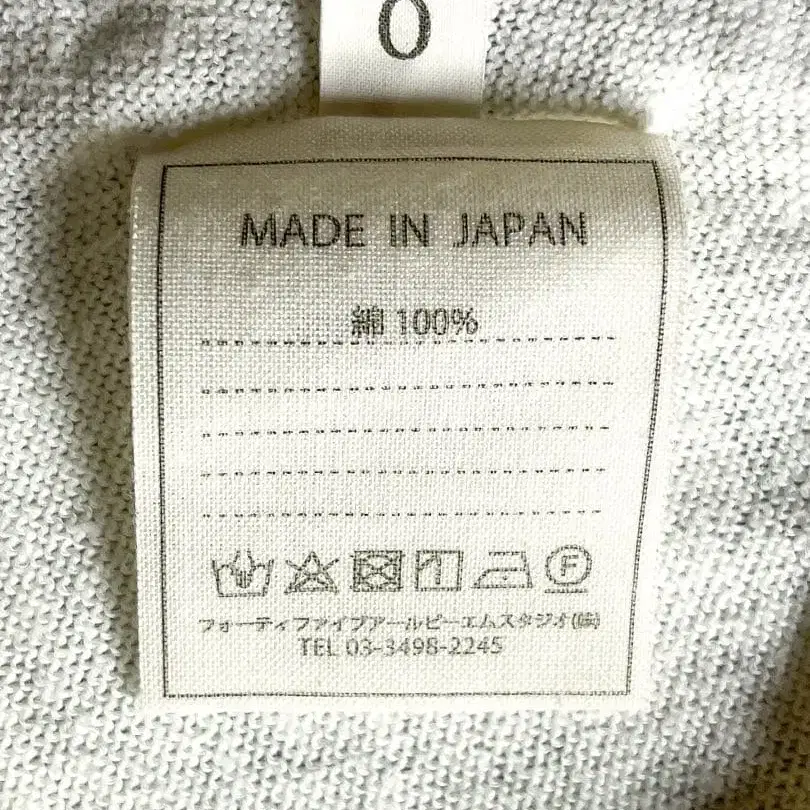 0
MADE IN JAPAN
綿 100%
フォーティファイブアールピーエムスタジオ(株)
TEL 03-3498-2245